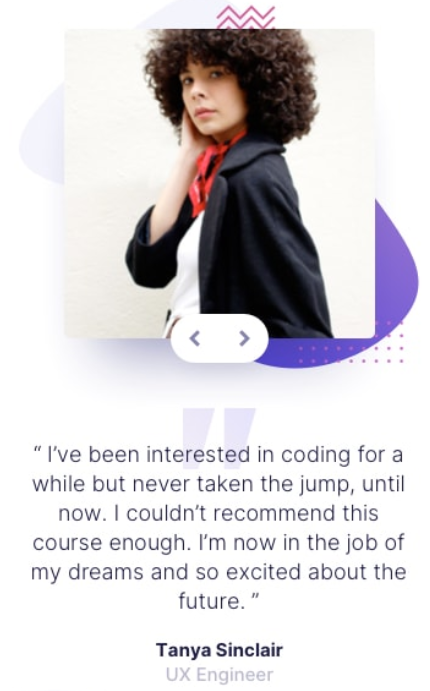 “ I’ve been interested in coding for a
while but never taken the jump, until
now. I couldn’t recommend this
course enough. I’m now in the job of
my dreams and so excited about the
future. ”
Tanya Sinclair
UX Engineer